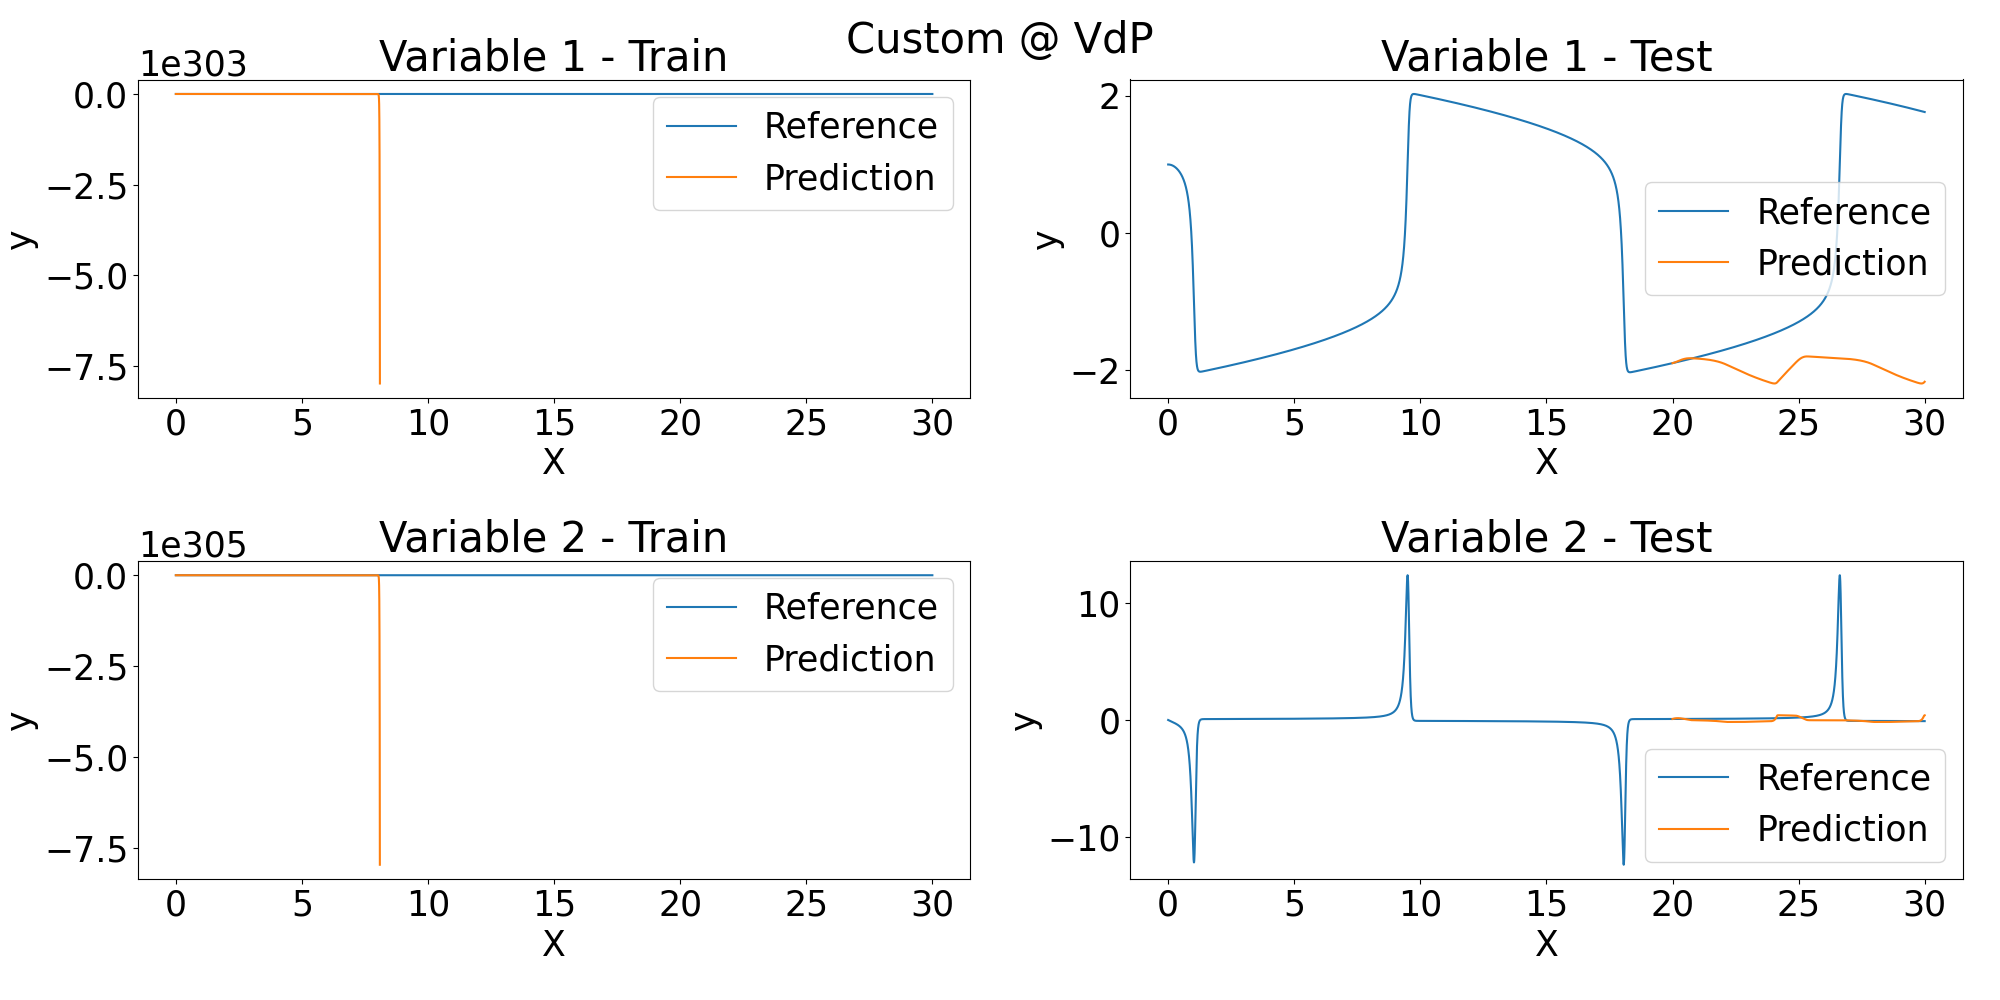 Custom @ VdP
Variable 1 - Train
1e303
0.0
−2.5
−5.0
−7.5
y
0 5 10 15 20 25 30
X
Reference
Prediction
Variable 1 - Test
2
0
−2
y
0 5 10 15 20 25 30
X
Reference
Prediction
Variable 2 - Train
1e305
0.0
−2.5
−5.0
−7.5
y
0 5 10 15 20 25 30
X
Reference
Prediction
Variable 2 - Test
10
0
−10
y
0 5 10 15 20 25 30
X
Reference
Prediction